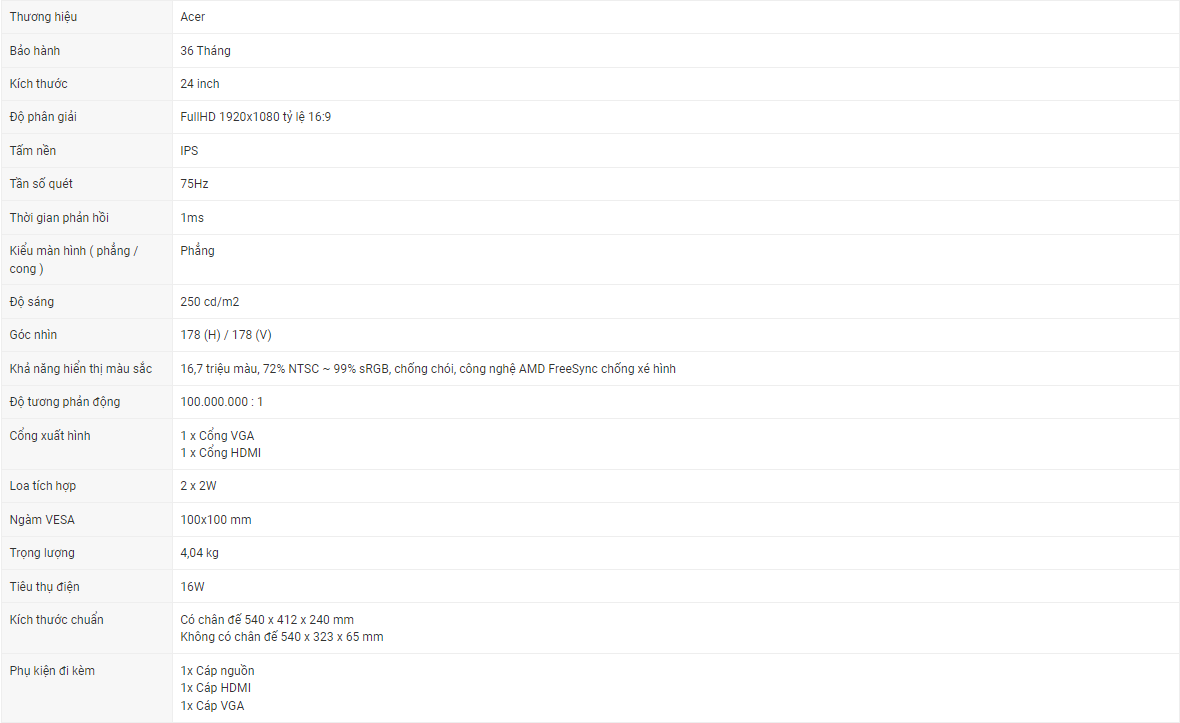 Thương hiệu
Acer
Bảo hành
36 Tháng
Kích thước
24 inch
Độ phân giải
FullHD 1920x1080 tỷ lệ 16:9
Tấm nền
IPS
Tần số quét
75Hz
Thời gian phản hồi
1ms
Kiểu màn hình ( phẳng /
cong )
Phẳng
Độ sáng
250 cd/m2
Góc nhìn
178 (H) / 178 (V)
Khả năng hiển thị màu sắc
16,7 triệu màu, 72% NTSC ~ 99% sRGB, chống chói, công nghệ AMD FreeSync chống xé hình
Độ tương phản động
100.000.000 : 1
Cổng xuất hình
1 x Cổng VGA
1 x Cổng HDMI
Loa tích hợp
2 x 2W
Ngàm VESA
100x100 mm
Trọng lượng
4,04 kg
Tiêu thụ điện
16W
Kích thước chuẩn
Có chân đế 540 x 412 x 240 mm
Không có chân đế 540 x 323 x 65 mm
Phụ kiện đi kèm
1x Cáp nguồn
1x Cáp HDMI
1x Cáp VGA